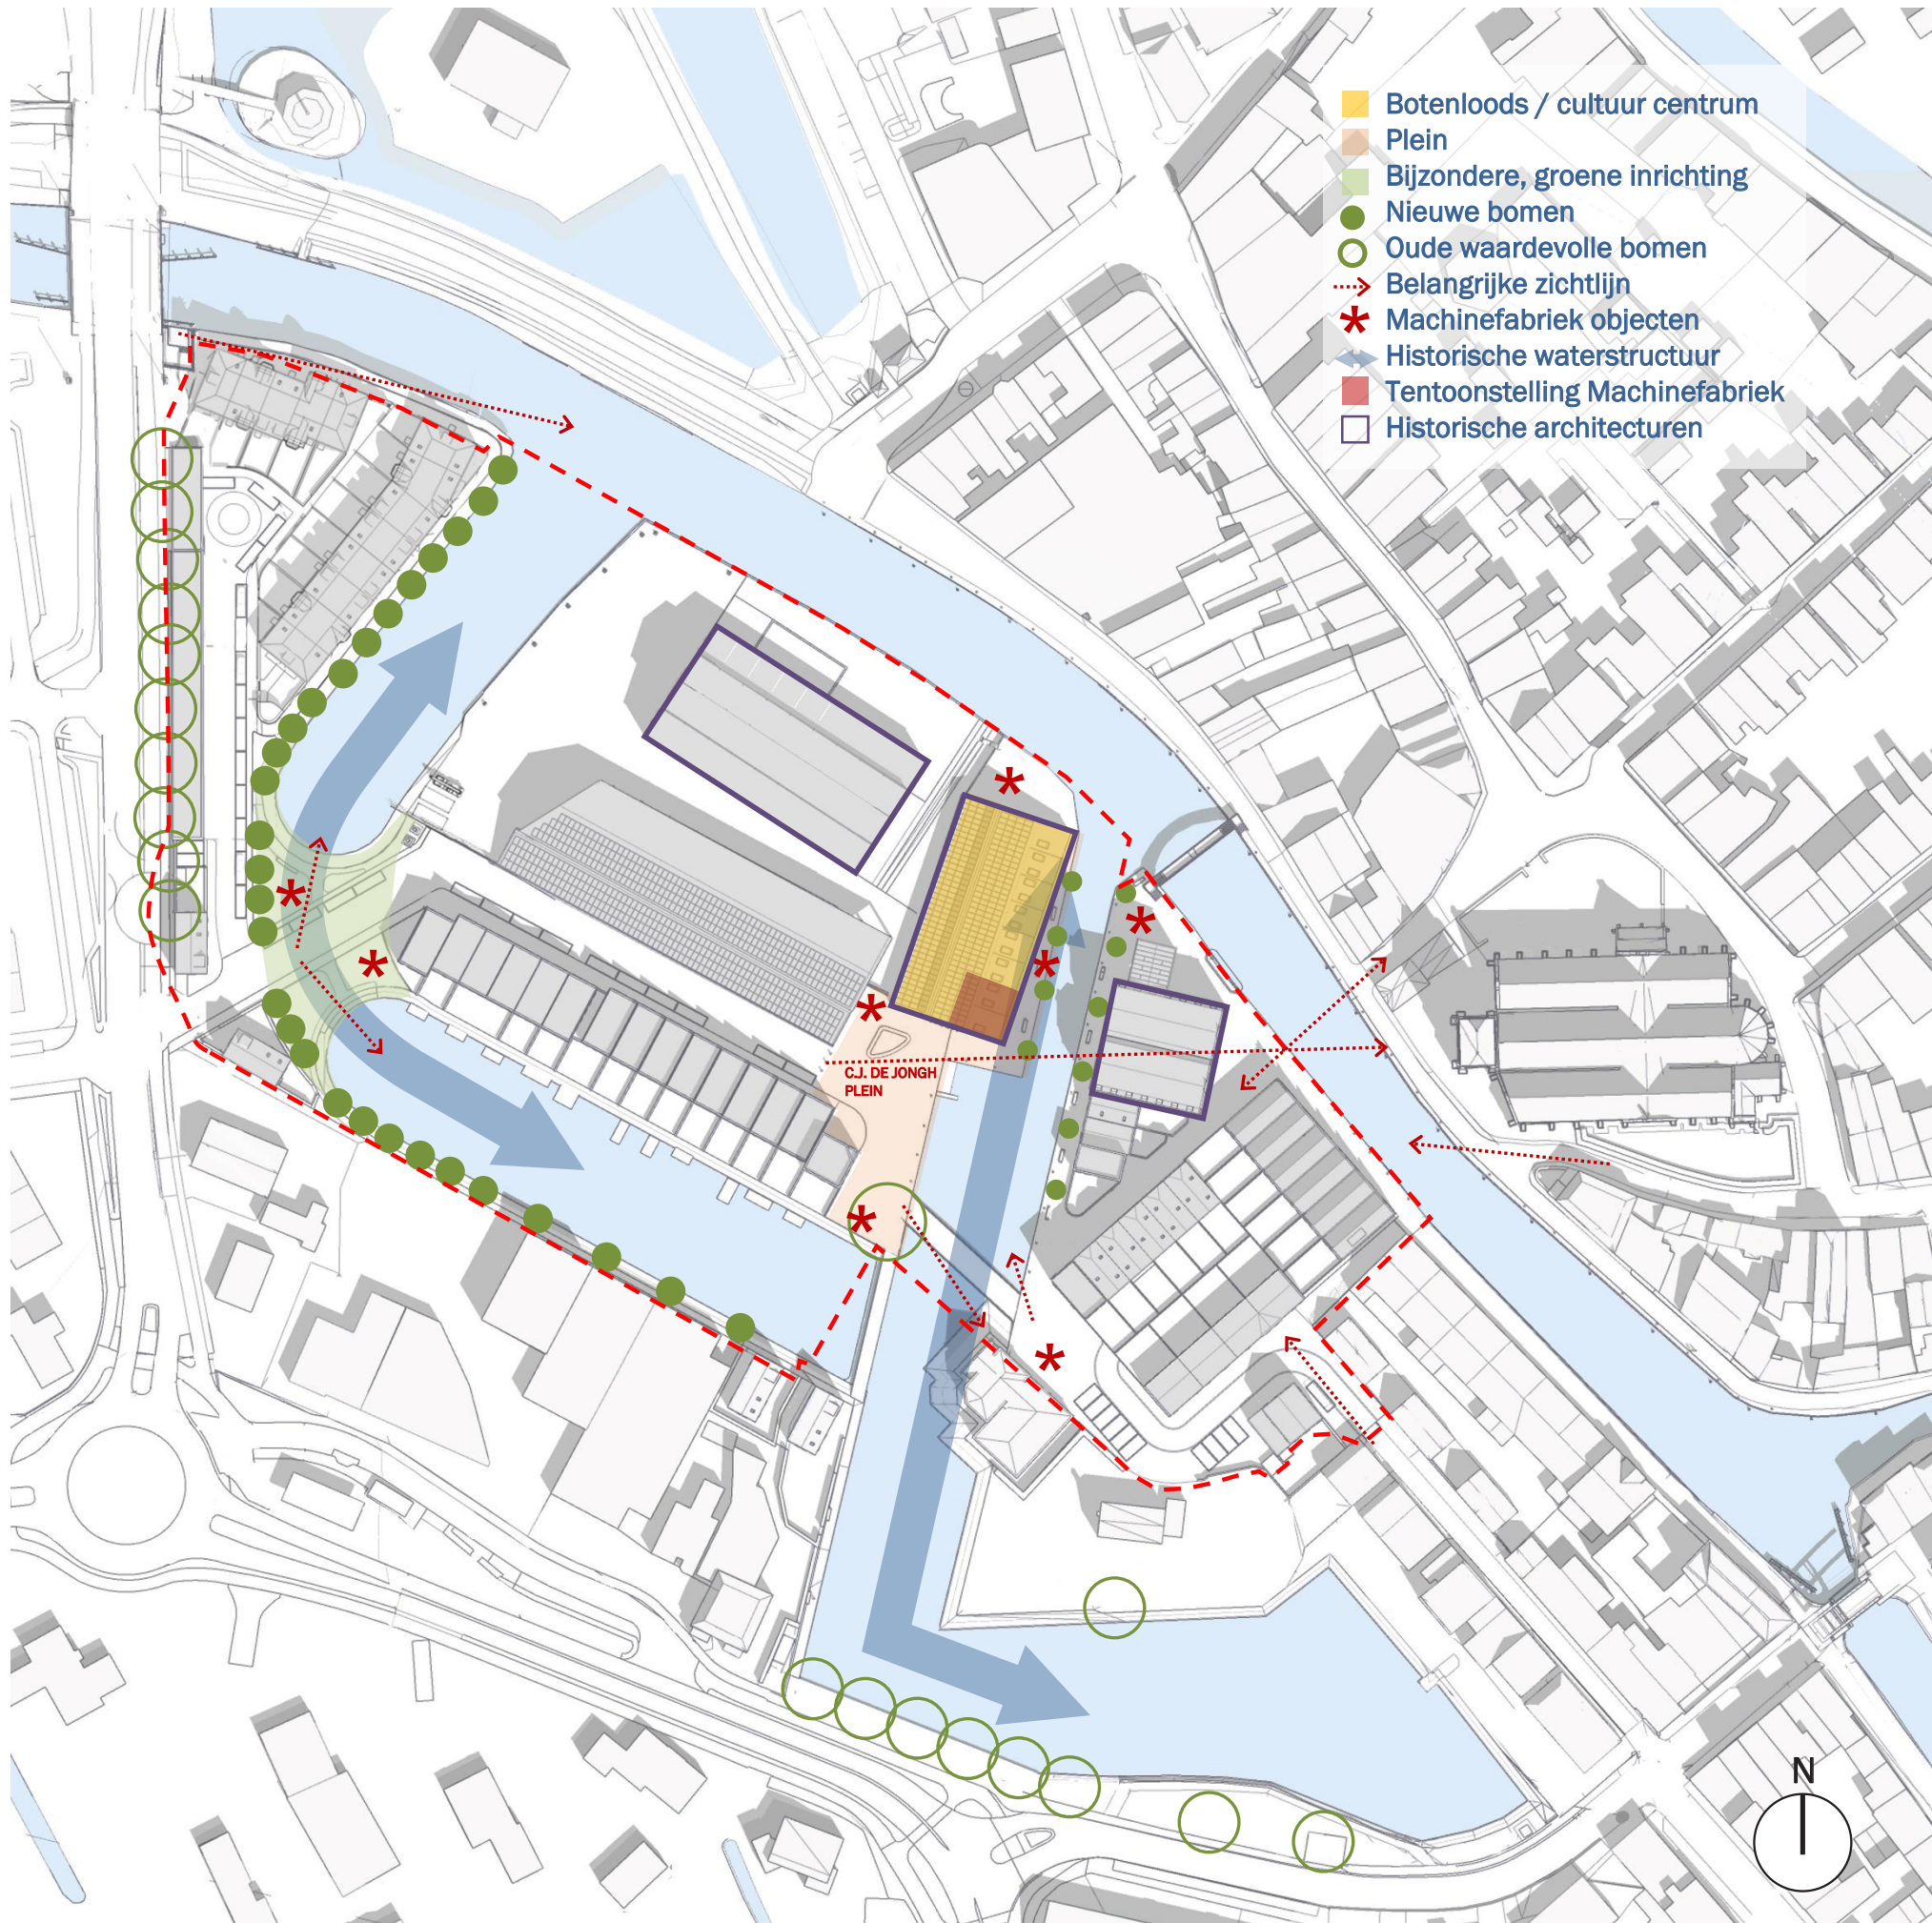 Botenloods / cultuur centrum
Plein
Bijzondere, groene inrichting
Nieuwe bomen
Oude waardevolle bomen
Belangrijke zichtlijn
Machinefabriek objecten
Historische waterstructuur
Tentoonstelling Machinefabriek
Historische architecturen
C.J. DE JONGH
PLEIN
N